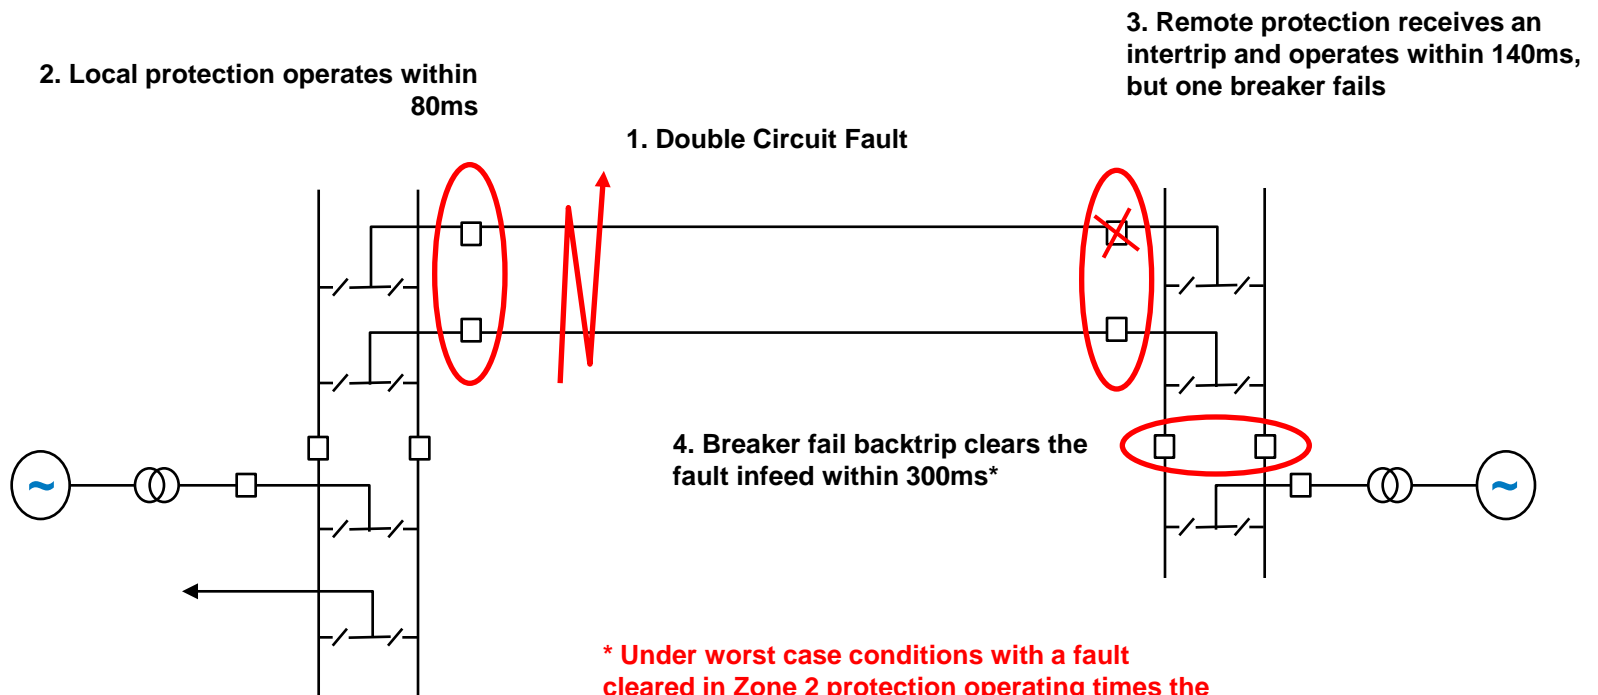 3. Remote protection receives an
intertrip and operates within 140ms,
but one breaker fails
2. Local protection operates within
80ms
1. Double Circuit Fault
4. Breaker fail backtrip clears the
fault infeed within 300ms*
~
~
* Under worst case conditions with a fault
cleared in Zone 2 protection operating times the